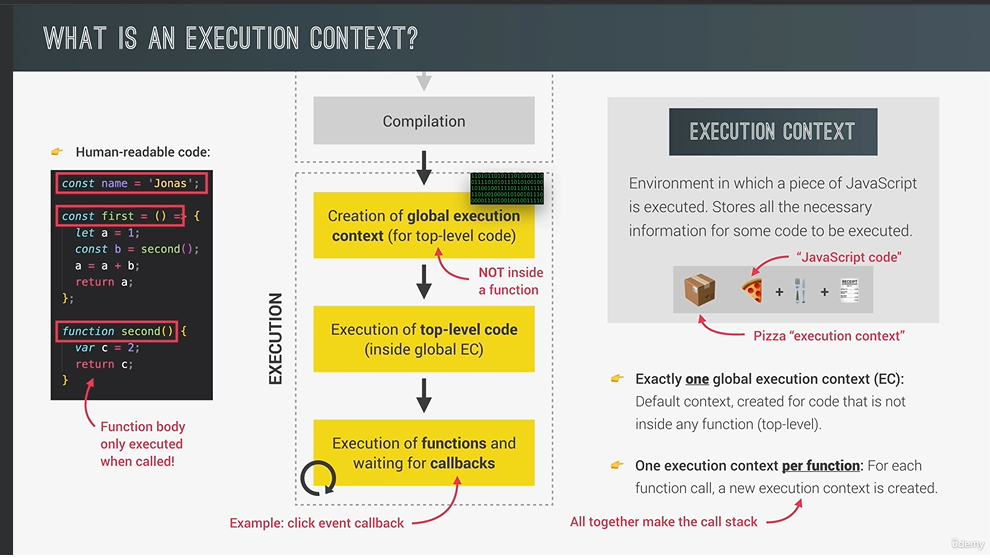 WHAT IS AN EXECUTION CONTEXT?
👉 Human-readable code:
const name = 'Jonas';
const first = () => {
let a = 1;
const b = second();
a = a + b;
return a;
};
function second() {
var c = 2;
return c;
}
Function body
only executed
when called!
Compilation
EXECUTION
Creation of global execution
context (for top-level code)
NOT inside
a function
Execution of top-level code
(inside global EC)
Execution of functions and
waiting for callbacks
Example: click event callback
EXECUTION CONTEXT
Environment in which a piece of JavaScript
is executed. Stores all the necessary
information for some code to be executed.
"JavaScript code"
+ +
RECEIPT
Pizza "execution context"
👉 Exactly one global execution context (EC):
Default context, created for code that is not
inside any function (top-level).
👉 One execution context per function: For each
function call, a new execution context is created.
All together make the call stack
ûdemy